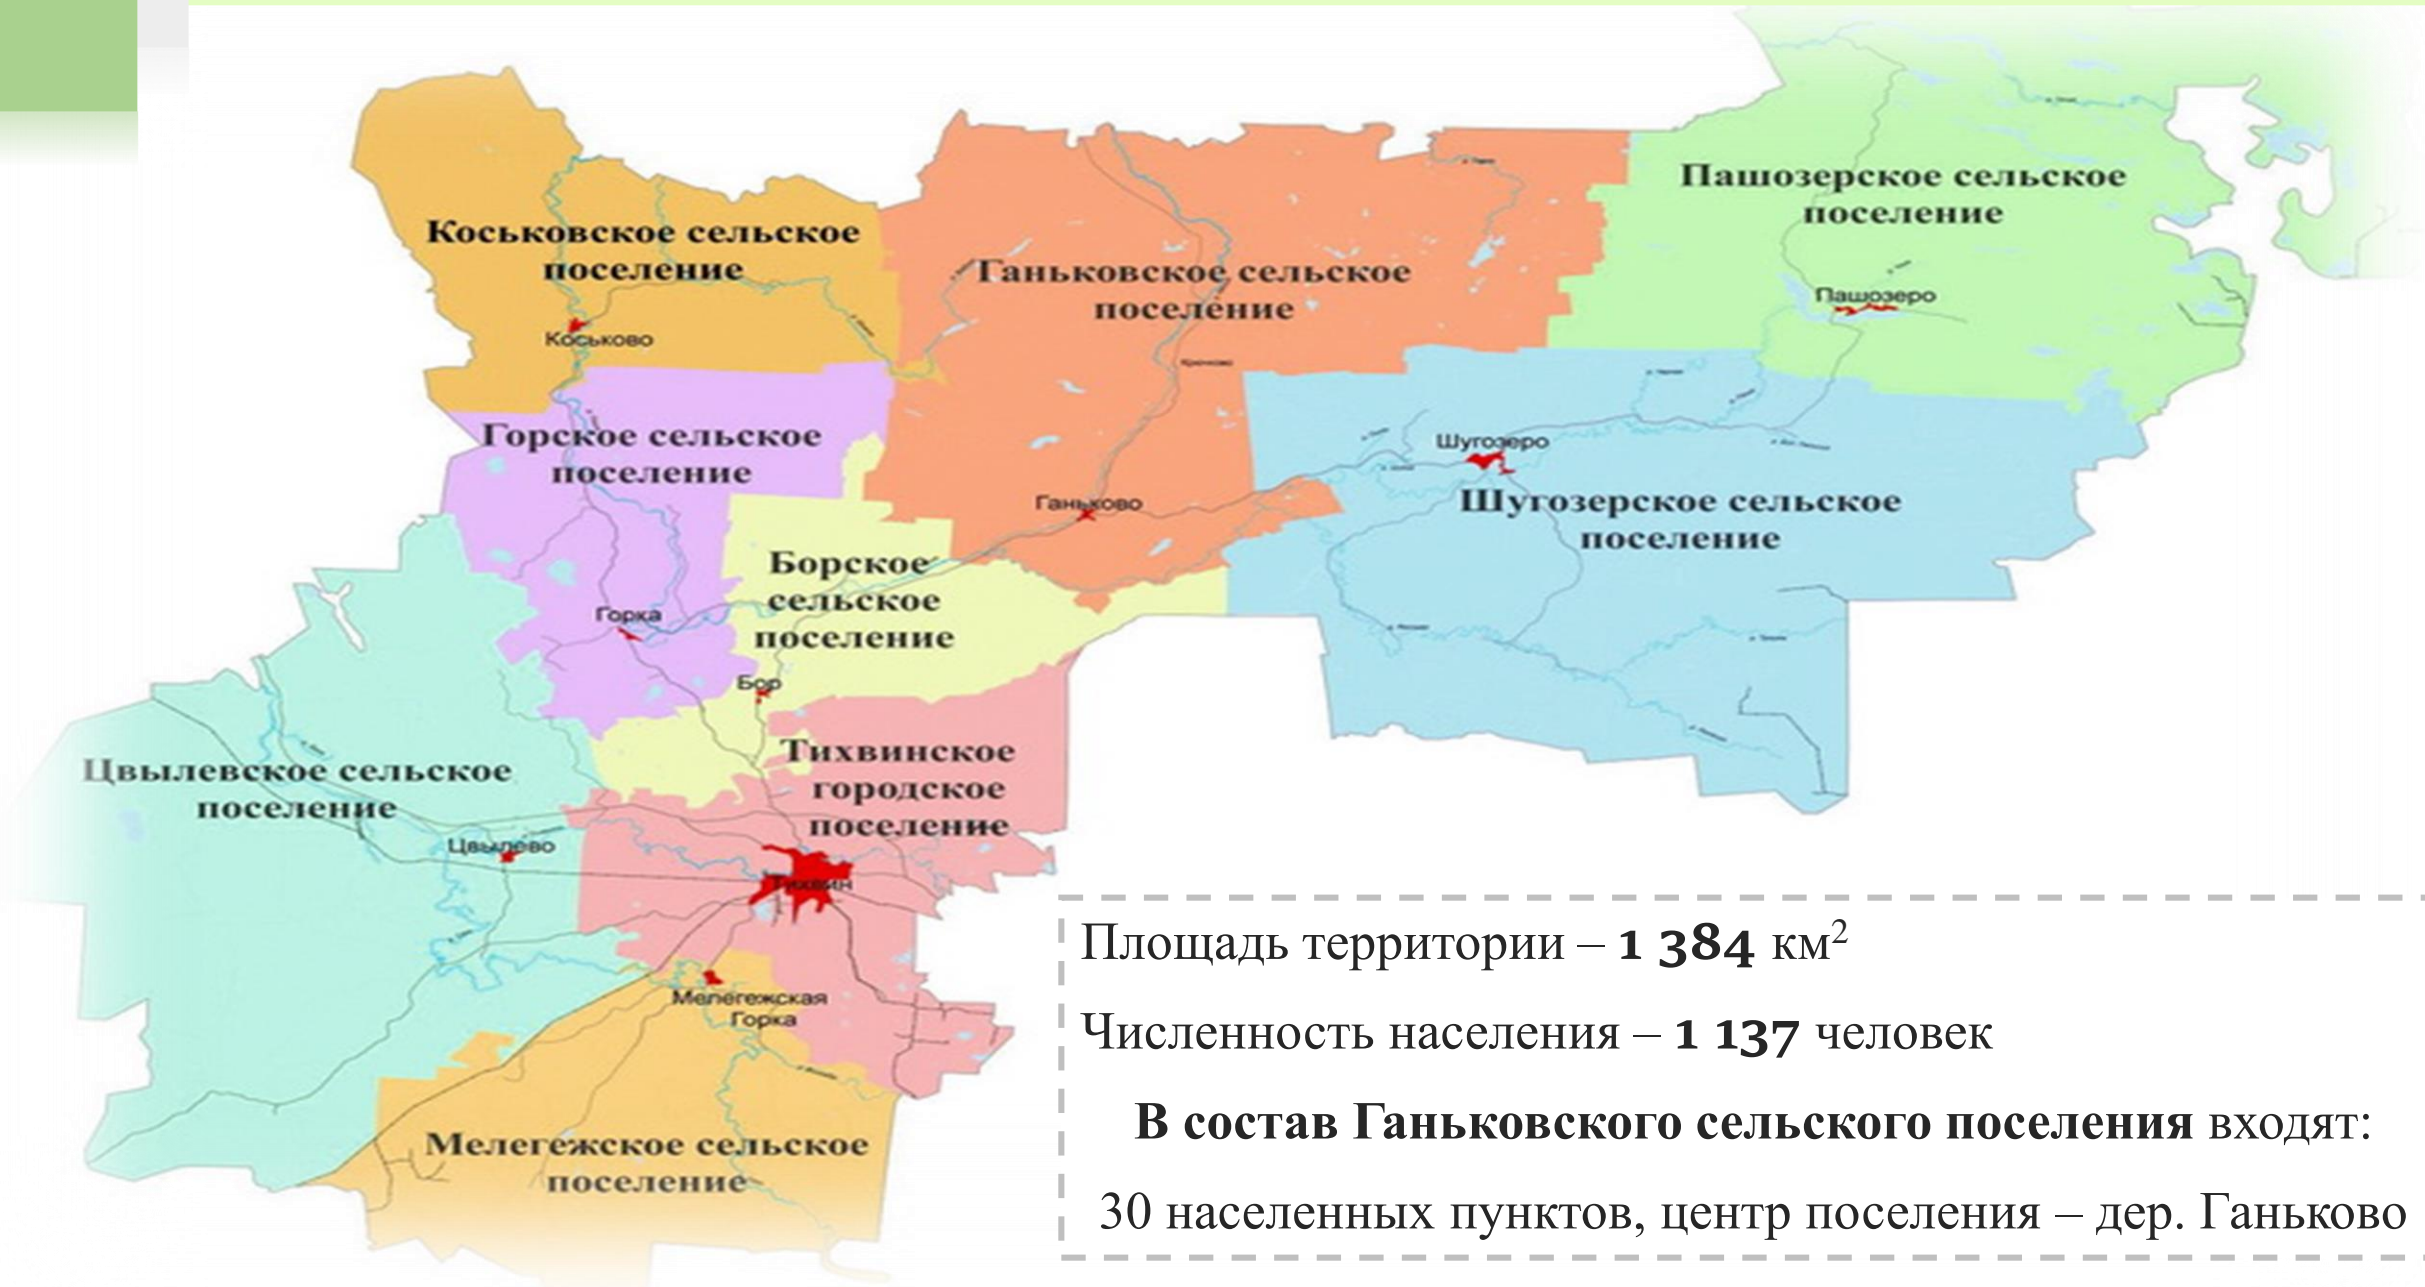 Пашозерское сельское
поселение
Коськовское сельское
поселение
Ганьковское сельское
поселение
Пашозеро
Коськово
Крючково
Горское сельское
поселение
Шугозеро
Ганьково
Шугозерское сельское
поселение
Борское
сельское
поселение
Горка
Бор
Тихвинское
городское
поселение
Цвылевское сельское
поселение
Цвылево
Тихвин
Мелегежская
Горка
Мелегежское сельское
поселение
Площадь территории – 1 384 км²
Численность населения – 1 137 человек
В состав Ганьковского сельского поселения входят:
30 населенных пунктов, центр поселения – дер. Ганьково